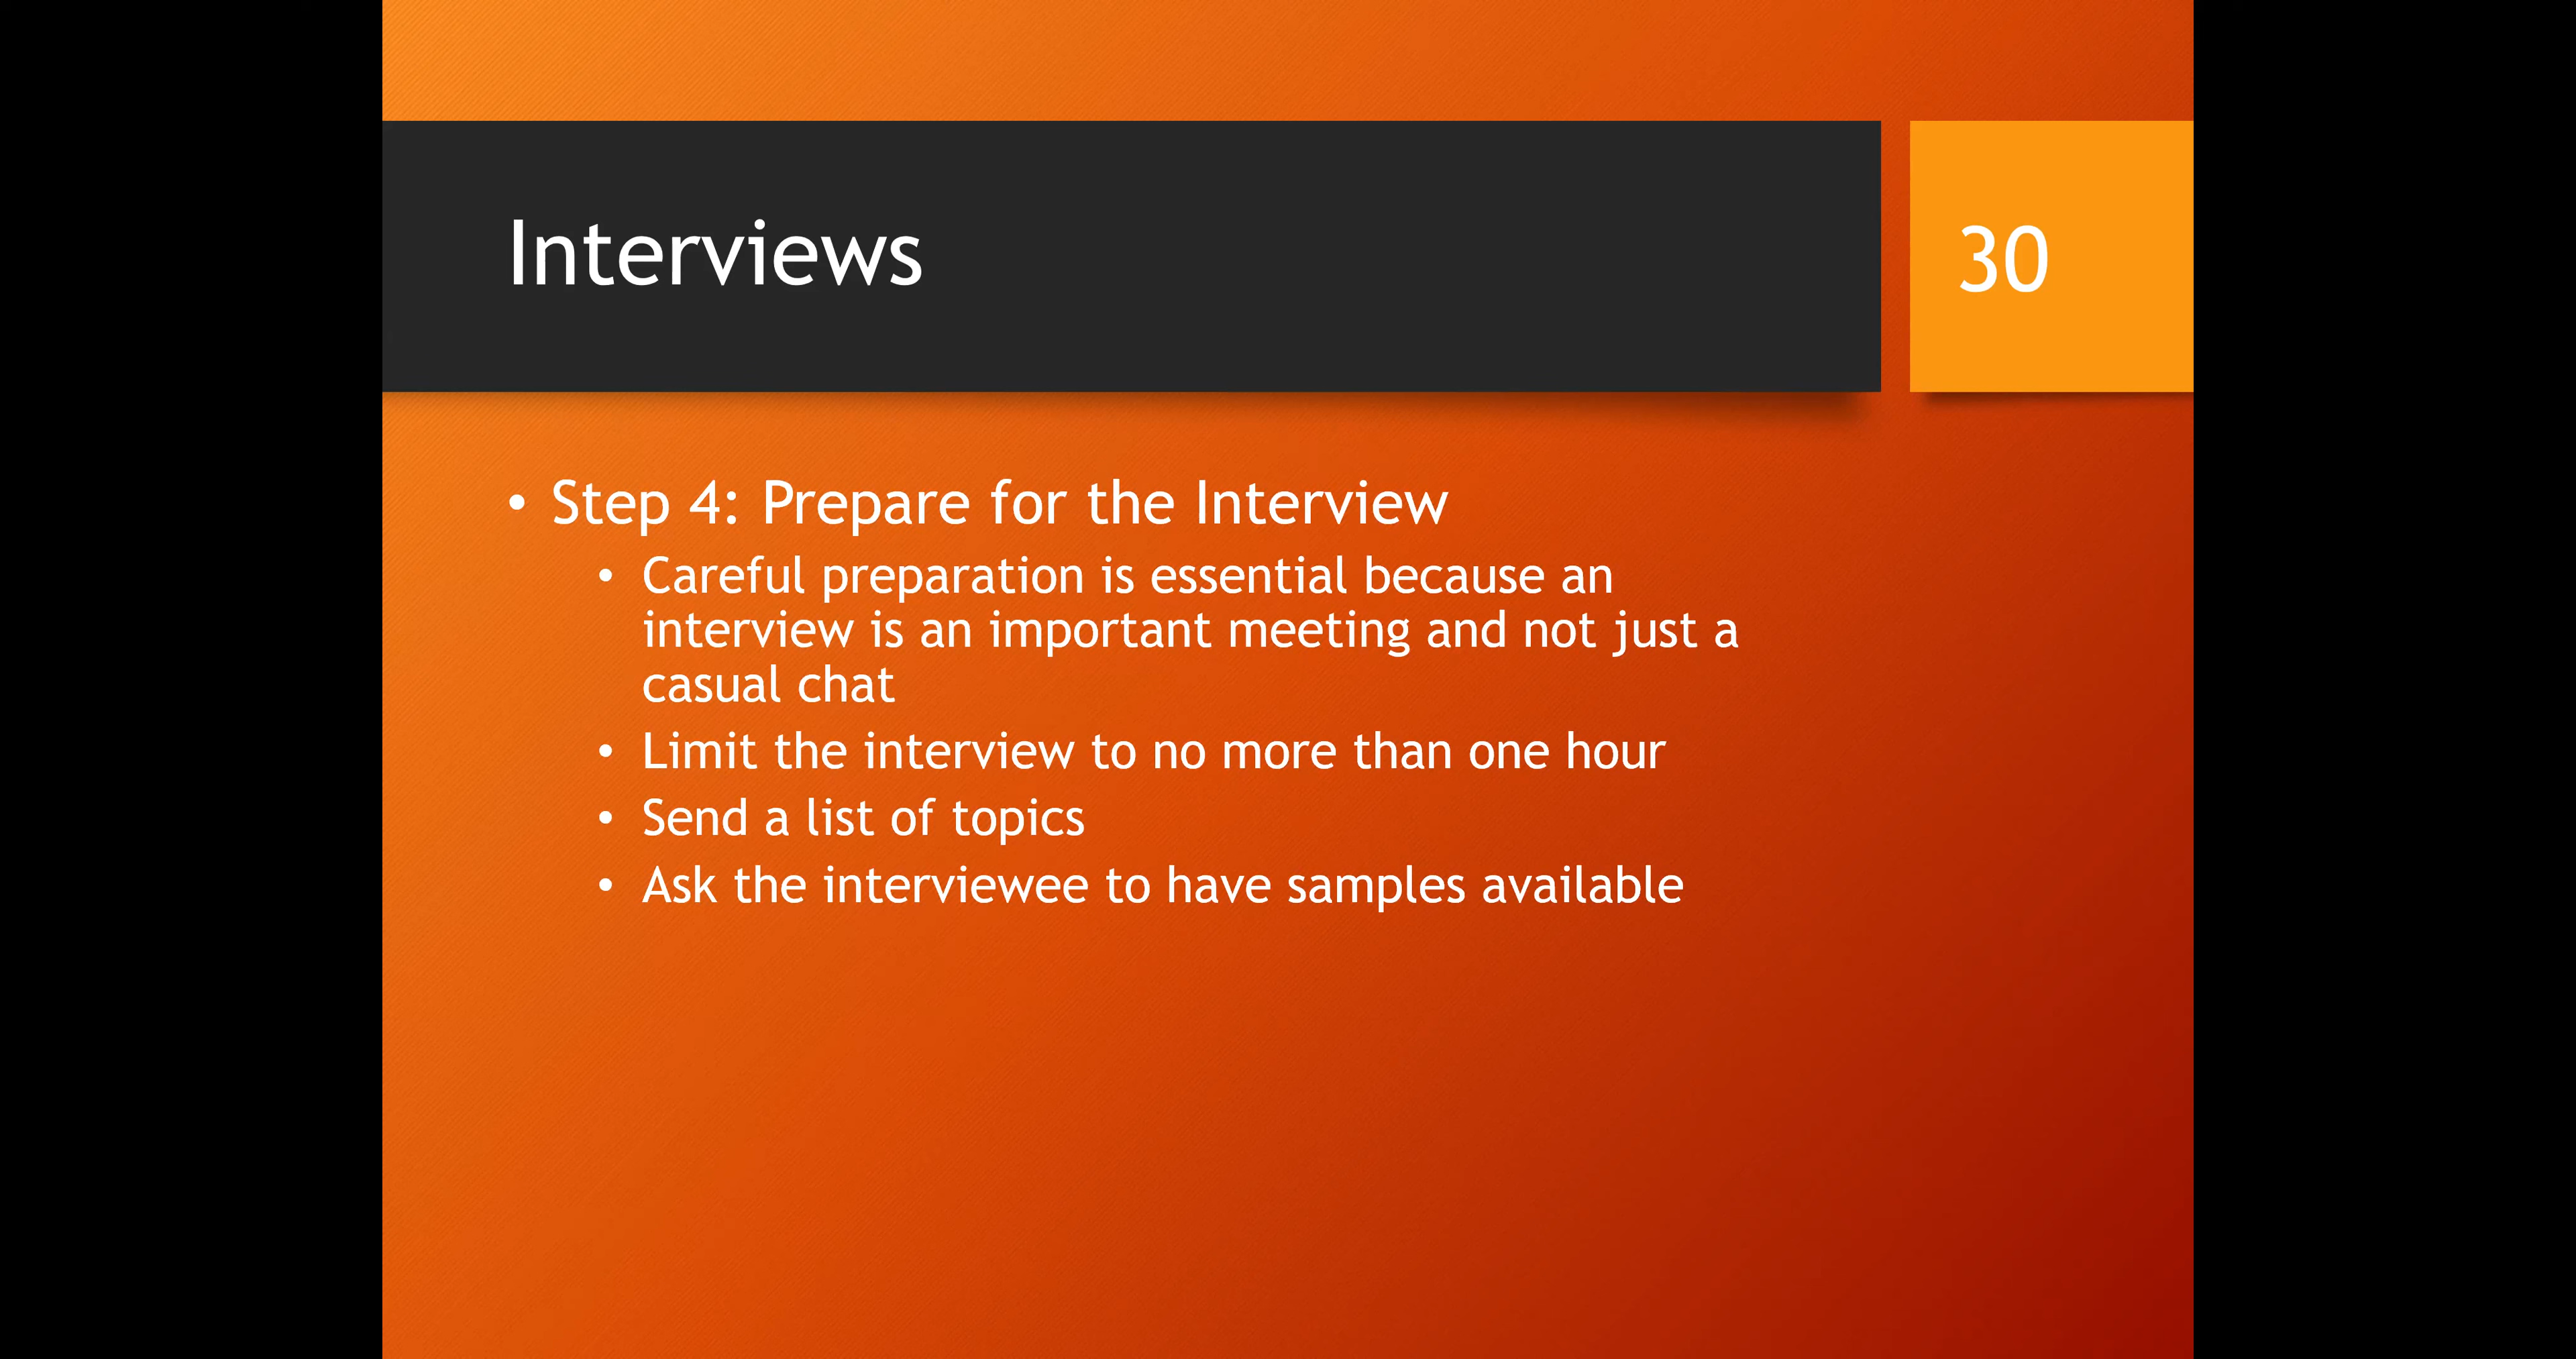 Interviews
30
• Step 4: Prepare for the Interview
• Careful preparation is essential because an
interview is an important meeting and not just a
casual chat
• Limit the interview to no more than one hour
• Send a list of topics
• Ask the interviewee to have samples available